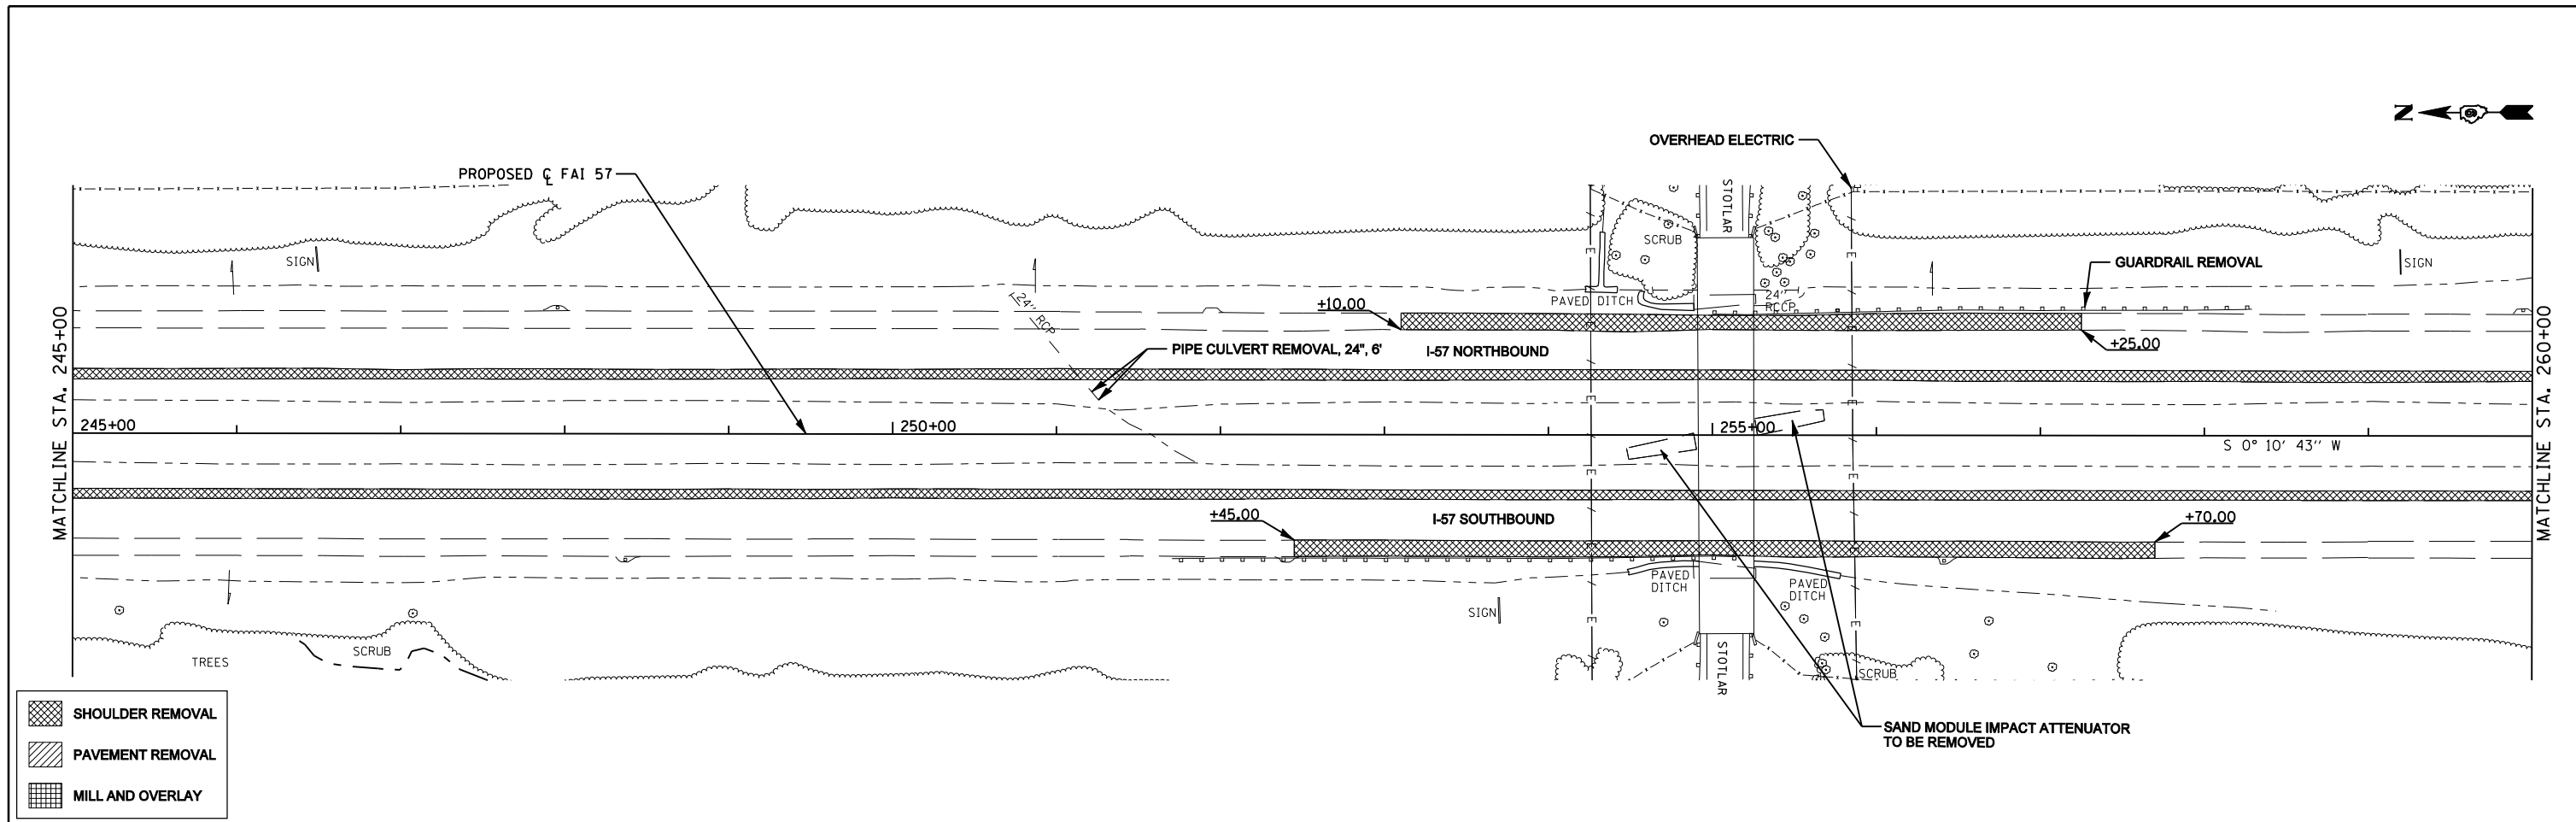 N
OVERHEAD ELECTRIC
PROPOSED ℄ FAI 57
STOTLAR
SCRUB
SIGN
GUARDRAIL REMOVAL
SIGN
24" RCP
PAVED DITCH
24"
RCCP
+10.00
+25.00
PIPE CULVERT REMOVAL, 24", 6'
I-57 NORTHBOUND
MATCHLINE STA. 245+00
MATCHLINE STA. 260+00
245+00
250+00
255+00
S 0° 10' 43" W
+45.00
I-57 SOUTHBOUND
+70.00
E
E
E
E
E
E
E
E
E
E
PAVED
DITCH
PAVED
DITCH
SIGN
TREES
SCRUB
STOTLAR
SCRUB
SHOULDER REMOVAL
PAVEMENT REMOVAL
MILL AND OVERLAY
SAND MODULE IMPACT ATTENUATOR
TO BE REMOVED